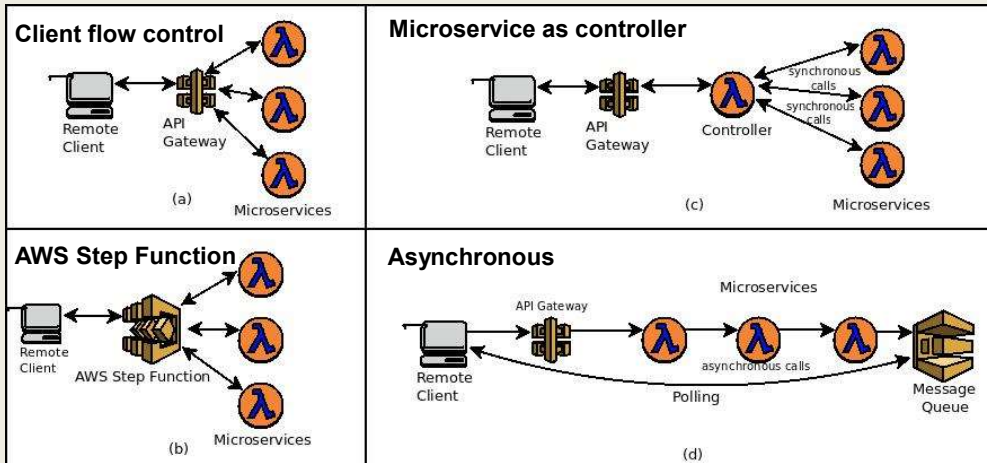 Client flow control
Remote
Client
API
Gateway
(a)
Microservices
AWS Step Function
Remote
Client
AWS Step Function
(b)
Microservices
Microservice as controller
Remote
Client
API
Gateway
Controller
synchronous
calls
synchronous
calls
(c)
Microservices
Asynchronous
Microservices
API Gateway
asynchronous calls
Remote
Client
Polling
Message
Queue
(d)